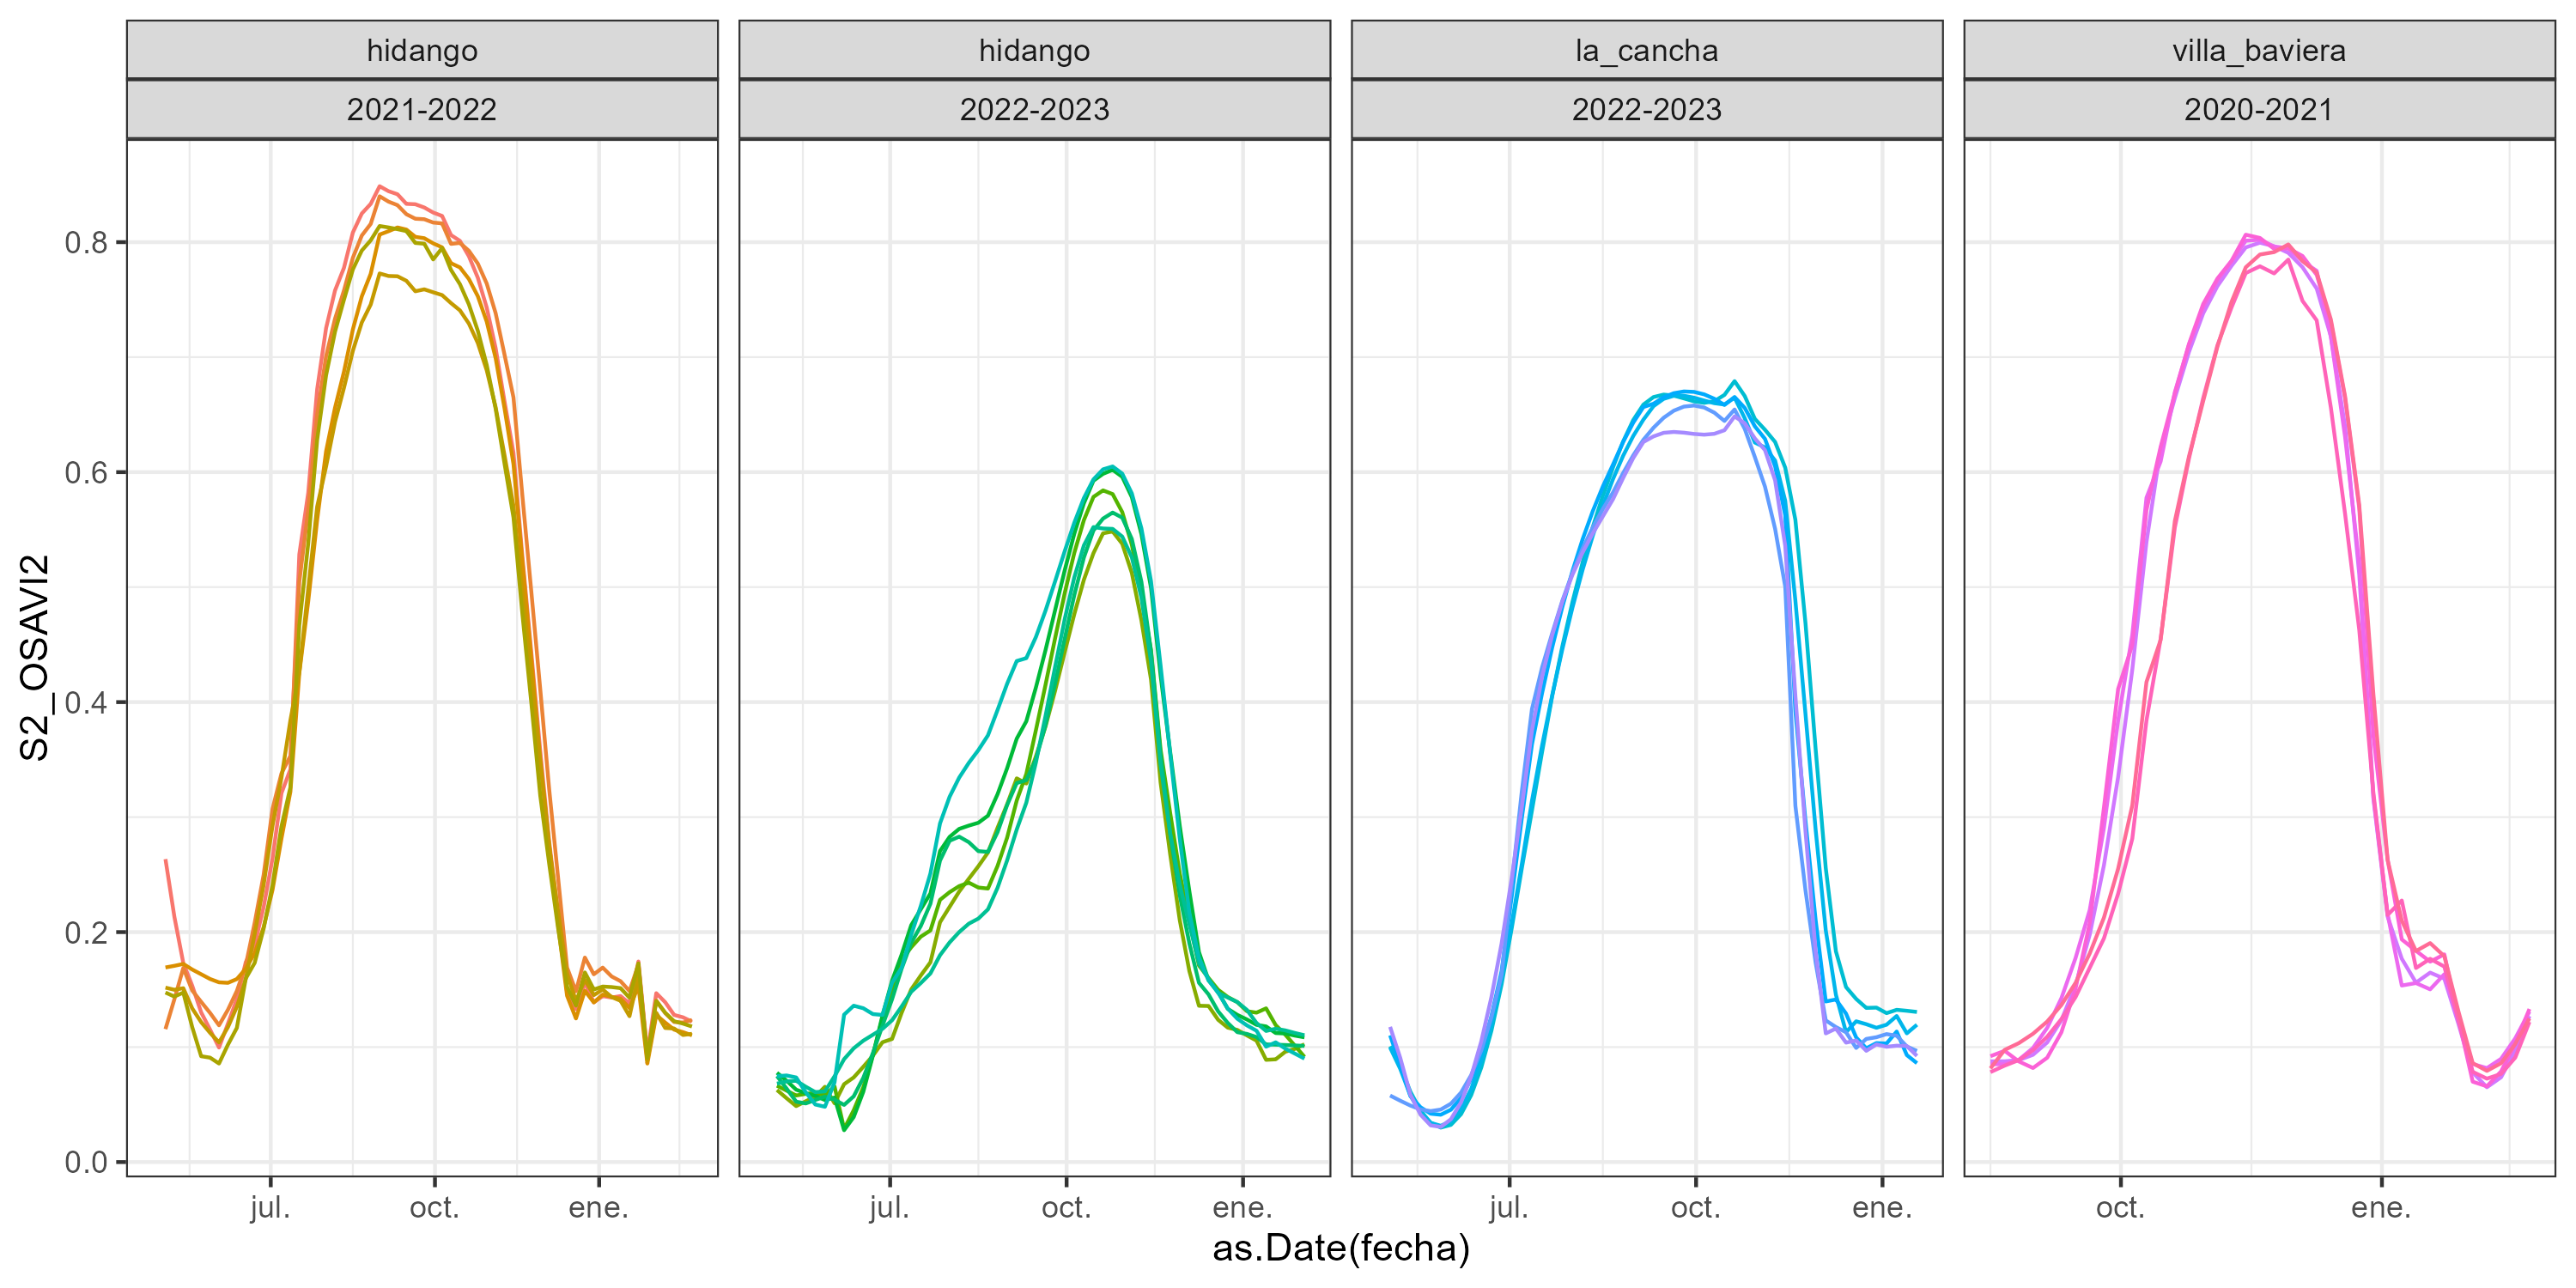 hidango hidango la_cancha villa_baviera
2021-2022 2022-2023 2022-2023 2020-2021
S2_OSAVI2
0.8
0.6
0.4
0.2
0.0
jul. oct. ene. jul. oct. ene. jul. oct. ene. oct. ene.
as.Date(fecha)